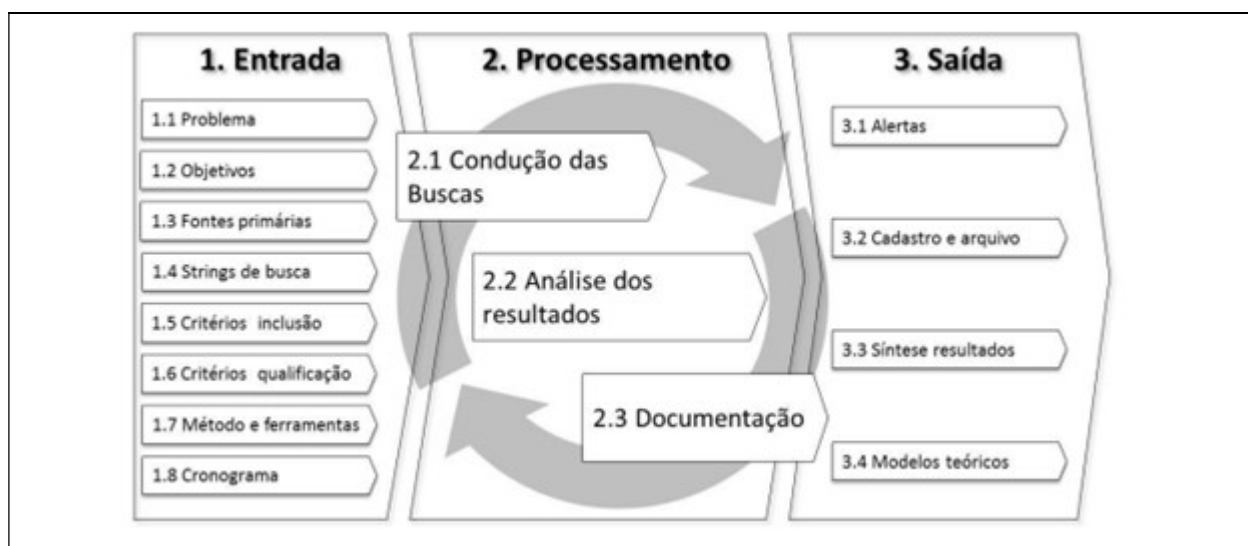 1. Entrada
1.1 Problema
1.2 Objetivos
1.3 Fontes primárias
1.4 Strings de busca
1.5 Critérios inclusão
1.6 Critérios qualificação
1.7 Método e ferramentas
1.8 Cronograma
2. Processamento
2.1 Condução das
Buscas
2.2 Análise dos
resultados
2.3 Documentação
3. Saída
3.1 Alertas
3.2 Cadastro e arquivo
3.3 Síntese resultados
3.4 Modelos teóricos